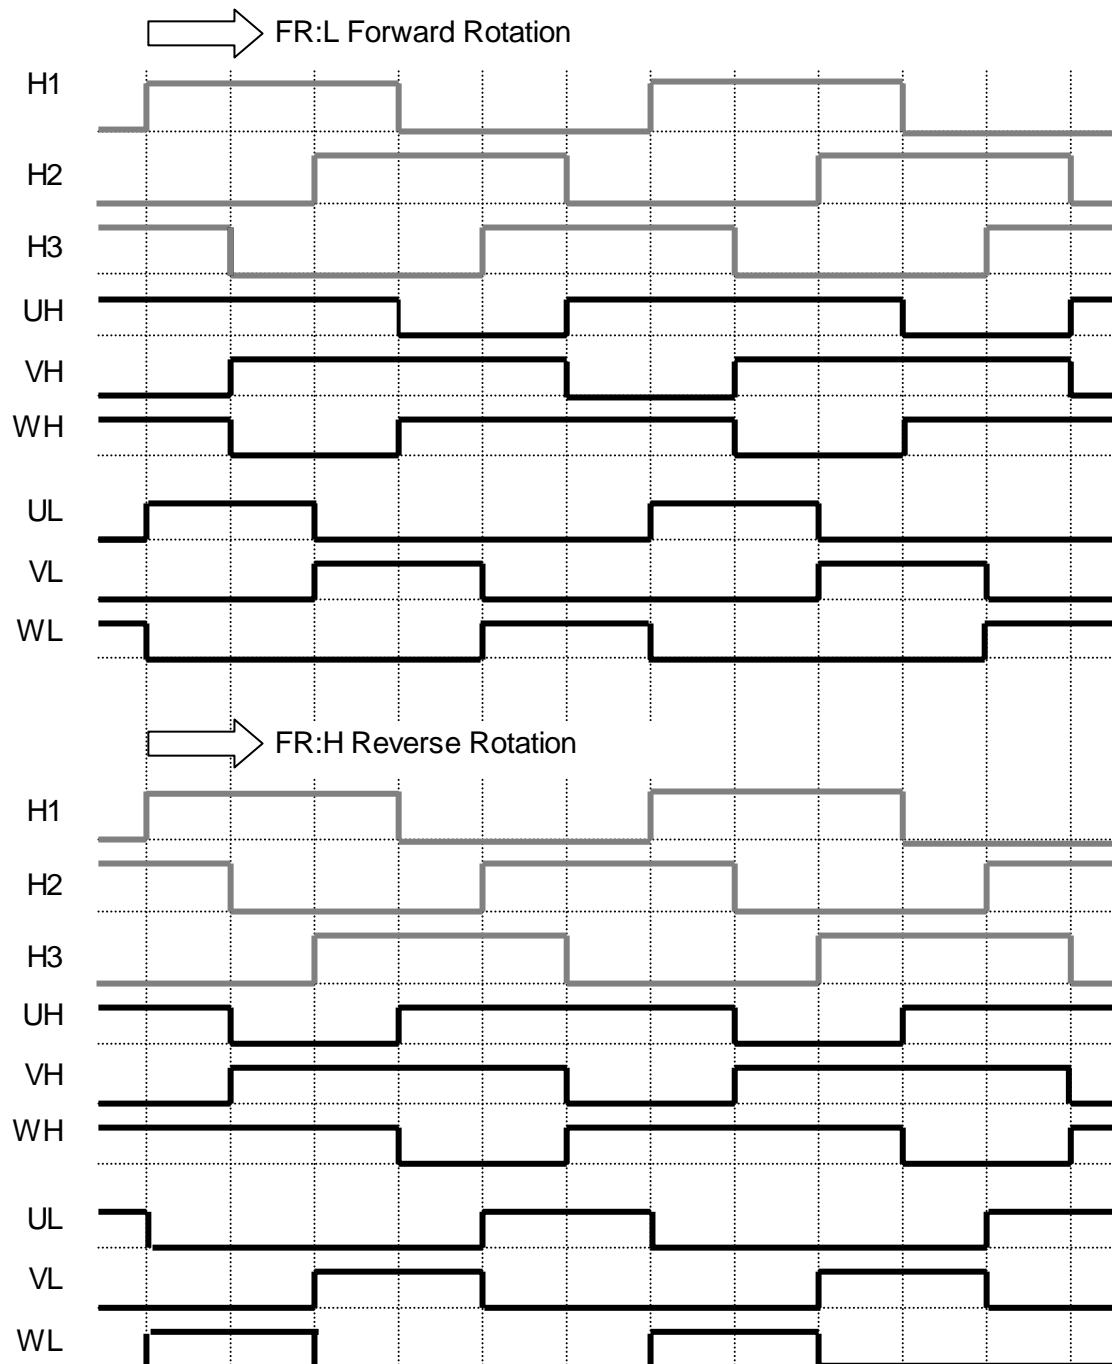 FR:L Forward Rotation
H1
H2
H3
UH
VH
WH
UL
VL
WL
FR:H Reverse Rotation
H1
H2
H3
UH
VH
WH
UL
VL
WL